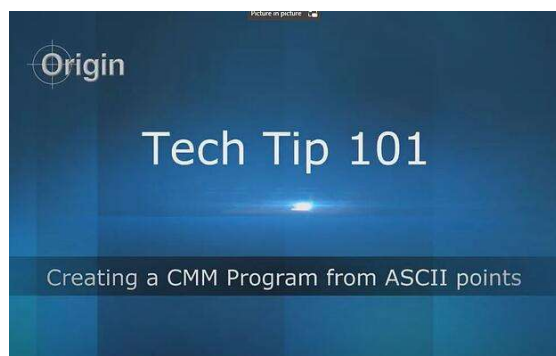 Picture in picture
Origin
Tech Tip 101
Creating a CMM Program from ASCII points